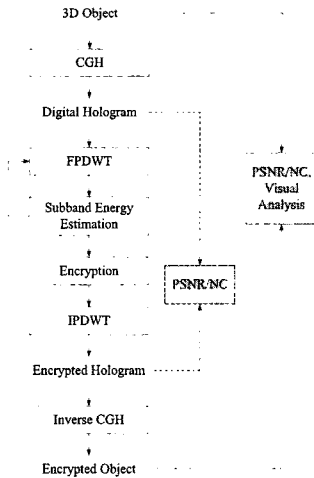 3D Object
CGH
Digital Hologram
FPDWT
Subband Energy
Estimation
Encryption
IPDWT
Encrypted Hologram
Inverse CGH
Encrypted Object
PSNR/NC
PSNR/NC,
Visual
Analysis